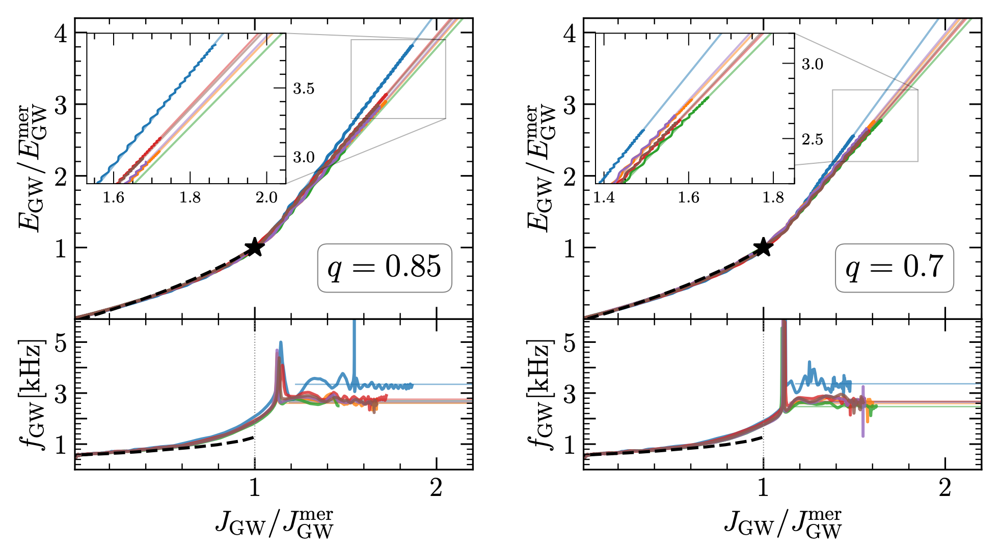 4
3
2
1
E_GW/E_GW^mer
3.5
3.0
1.6 1.8 2.0
q = 0.85
5
3
1
f_GW[kHz]
1 2
J_GW/J_GW^mer
4
3
2
1
E_GW/E_GW^mer
3.0
2.5
1.4 1.6 1.8
q = 0.7
5
3
1
f_GW[kHz]
1 2
J_GW/J_GW^mer